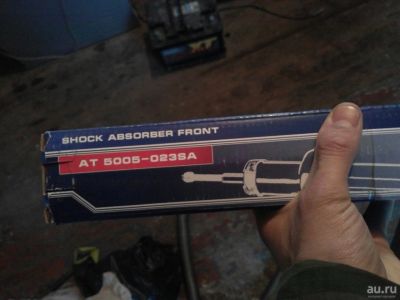 SHOCK ABSORBER FRONT
AT 5005-023SA
au.ru